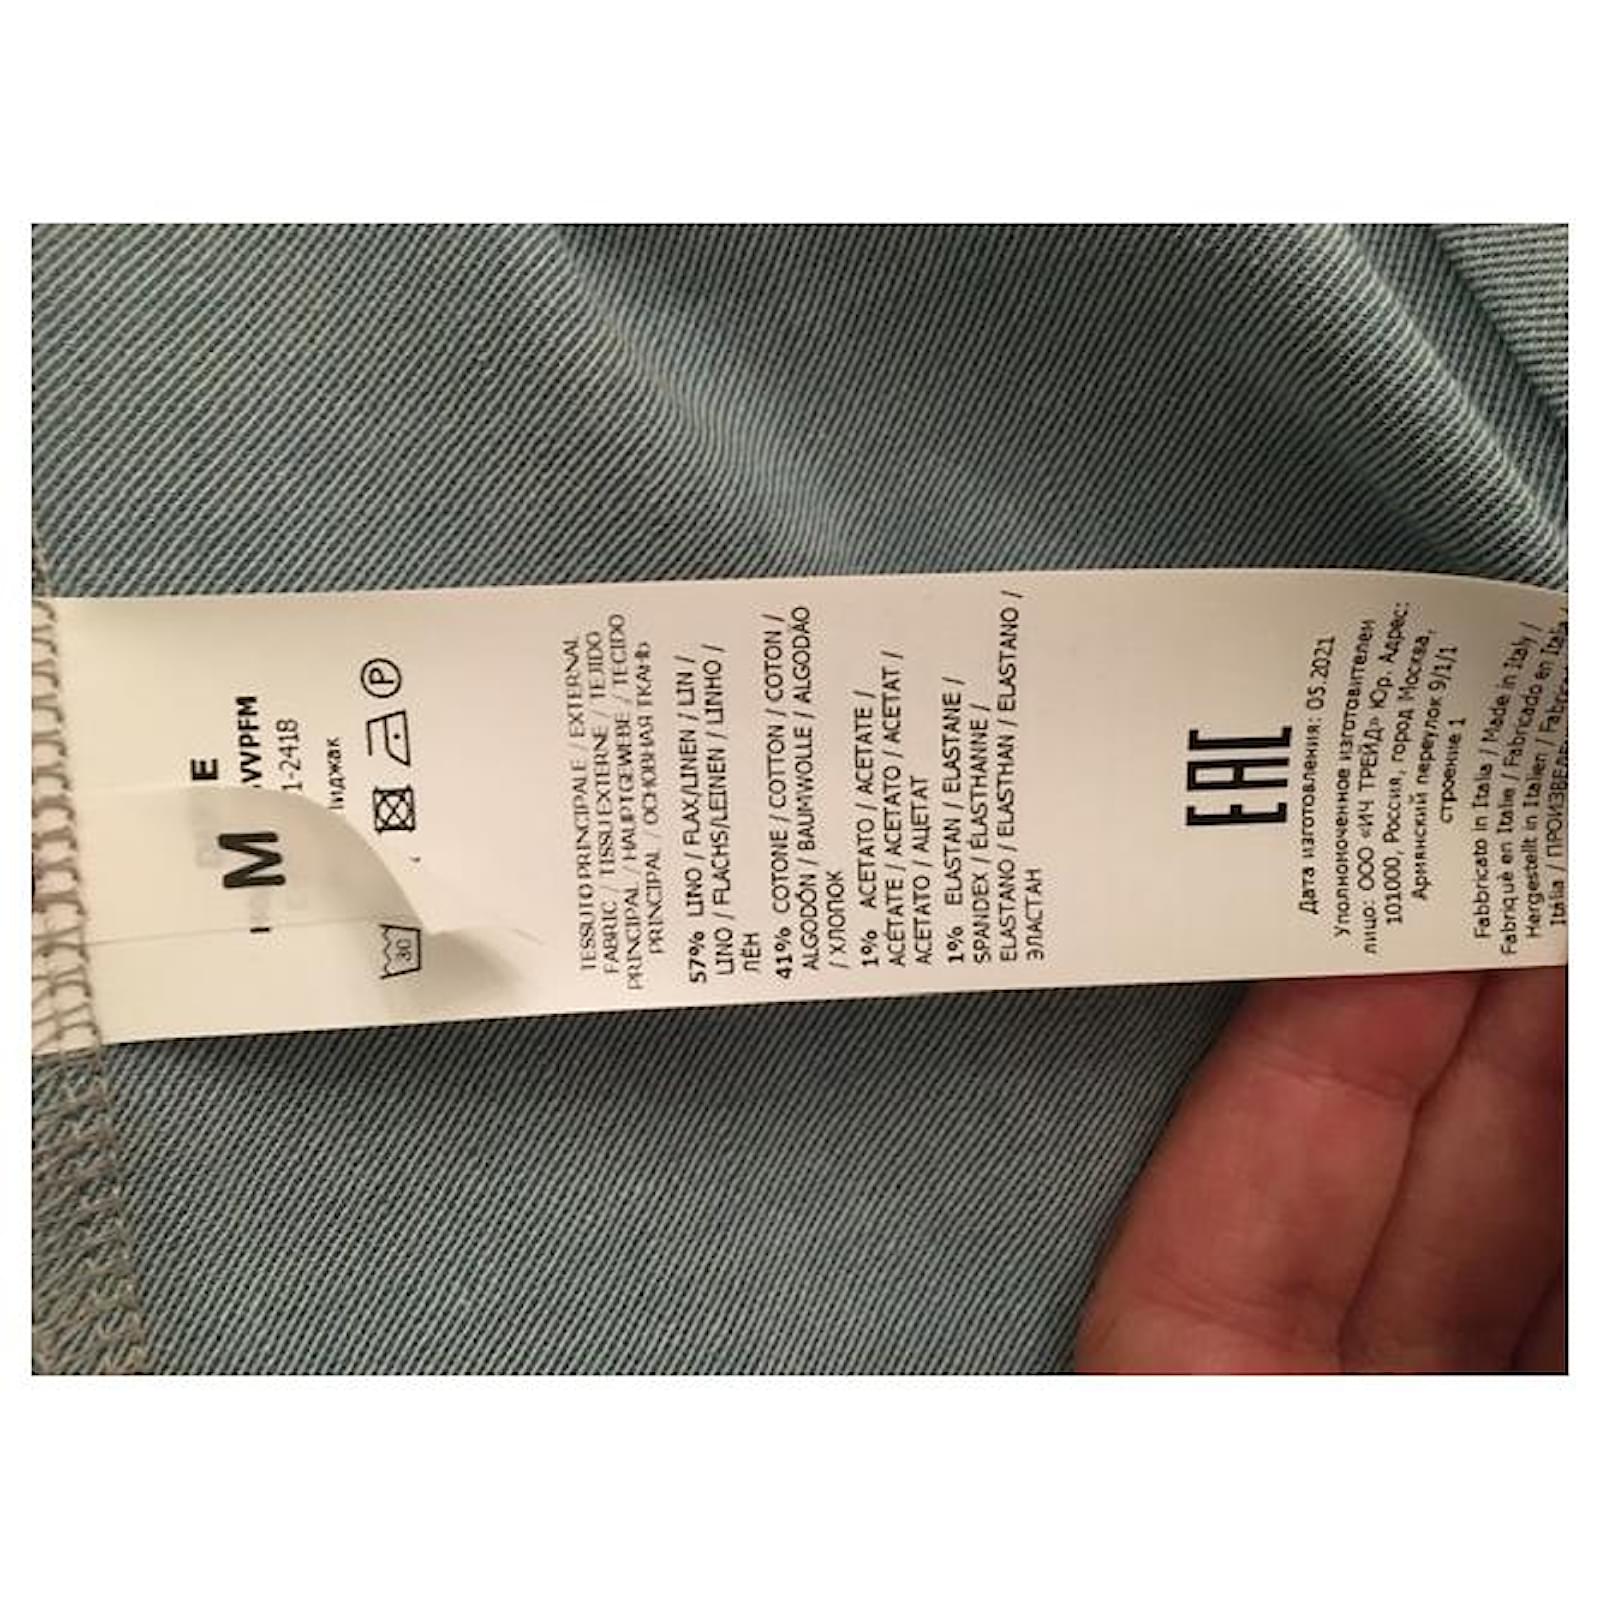 M
VVPFM
1-2418
30
P
TESSUTO PRINCIPALE / EXTERNAL
FABRIC / TISSU EXTERNE / TEJIDO
PRINCIPAL / HAUPTGEWEBE / TECIDO
PRINCIPAL / ОСНОВНАЯ ТКАНЬ
57% LINO / FLAX/LINEN / LIN /
LINO / FLACHS/LEINEN / LINHO /
ЛЁН
41% COTONE / COTTON / COTON /
ALGODÓN / BAUMWOLLE / ALGODÃO
/ ХЛОПОК
1% ACETATO / ACETATE /
ACÉTATE / ACETATO / ACETAT /
ACETATO / АЦЕТАТ
1% ELASTAN / ELASTANE /
SPANDEX / ÉLASTHANNE /
ELASTANO / ELASTHAN / ELASTANO /
ЭЛАСТАН
EAC
Дата изготовления: 05.2021
Уполномоченное изготовителем
лицо: ООО «ИЧ ТРЕЙД» Юр. Адрес:
101000, Россия, город Москва,
Армянский переулок 9/1/1
строение 1
Fabbricato in Italia / Made in Italy /
Fabriqué en Italie / Fabricado en
Hergestellt in Italien /
Italia /